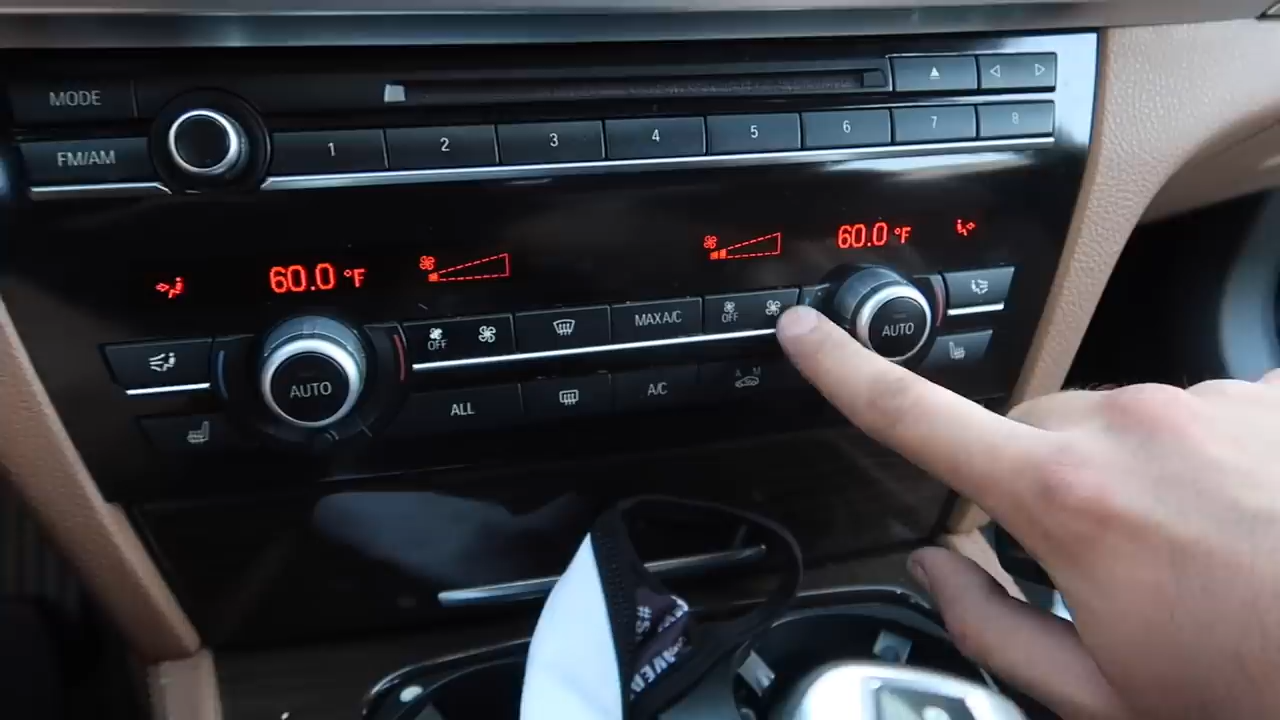 MODE
FM/AM
1 2 3 4 5 6 7 8
60.0 °F
60.0 °F
OFF
MAX A/C
OFF
AUTO
AUTO
ALL
A/C
A M